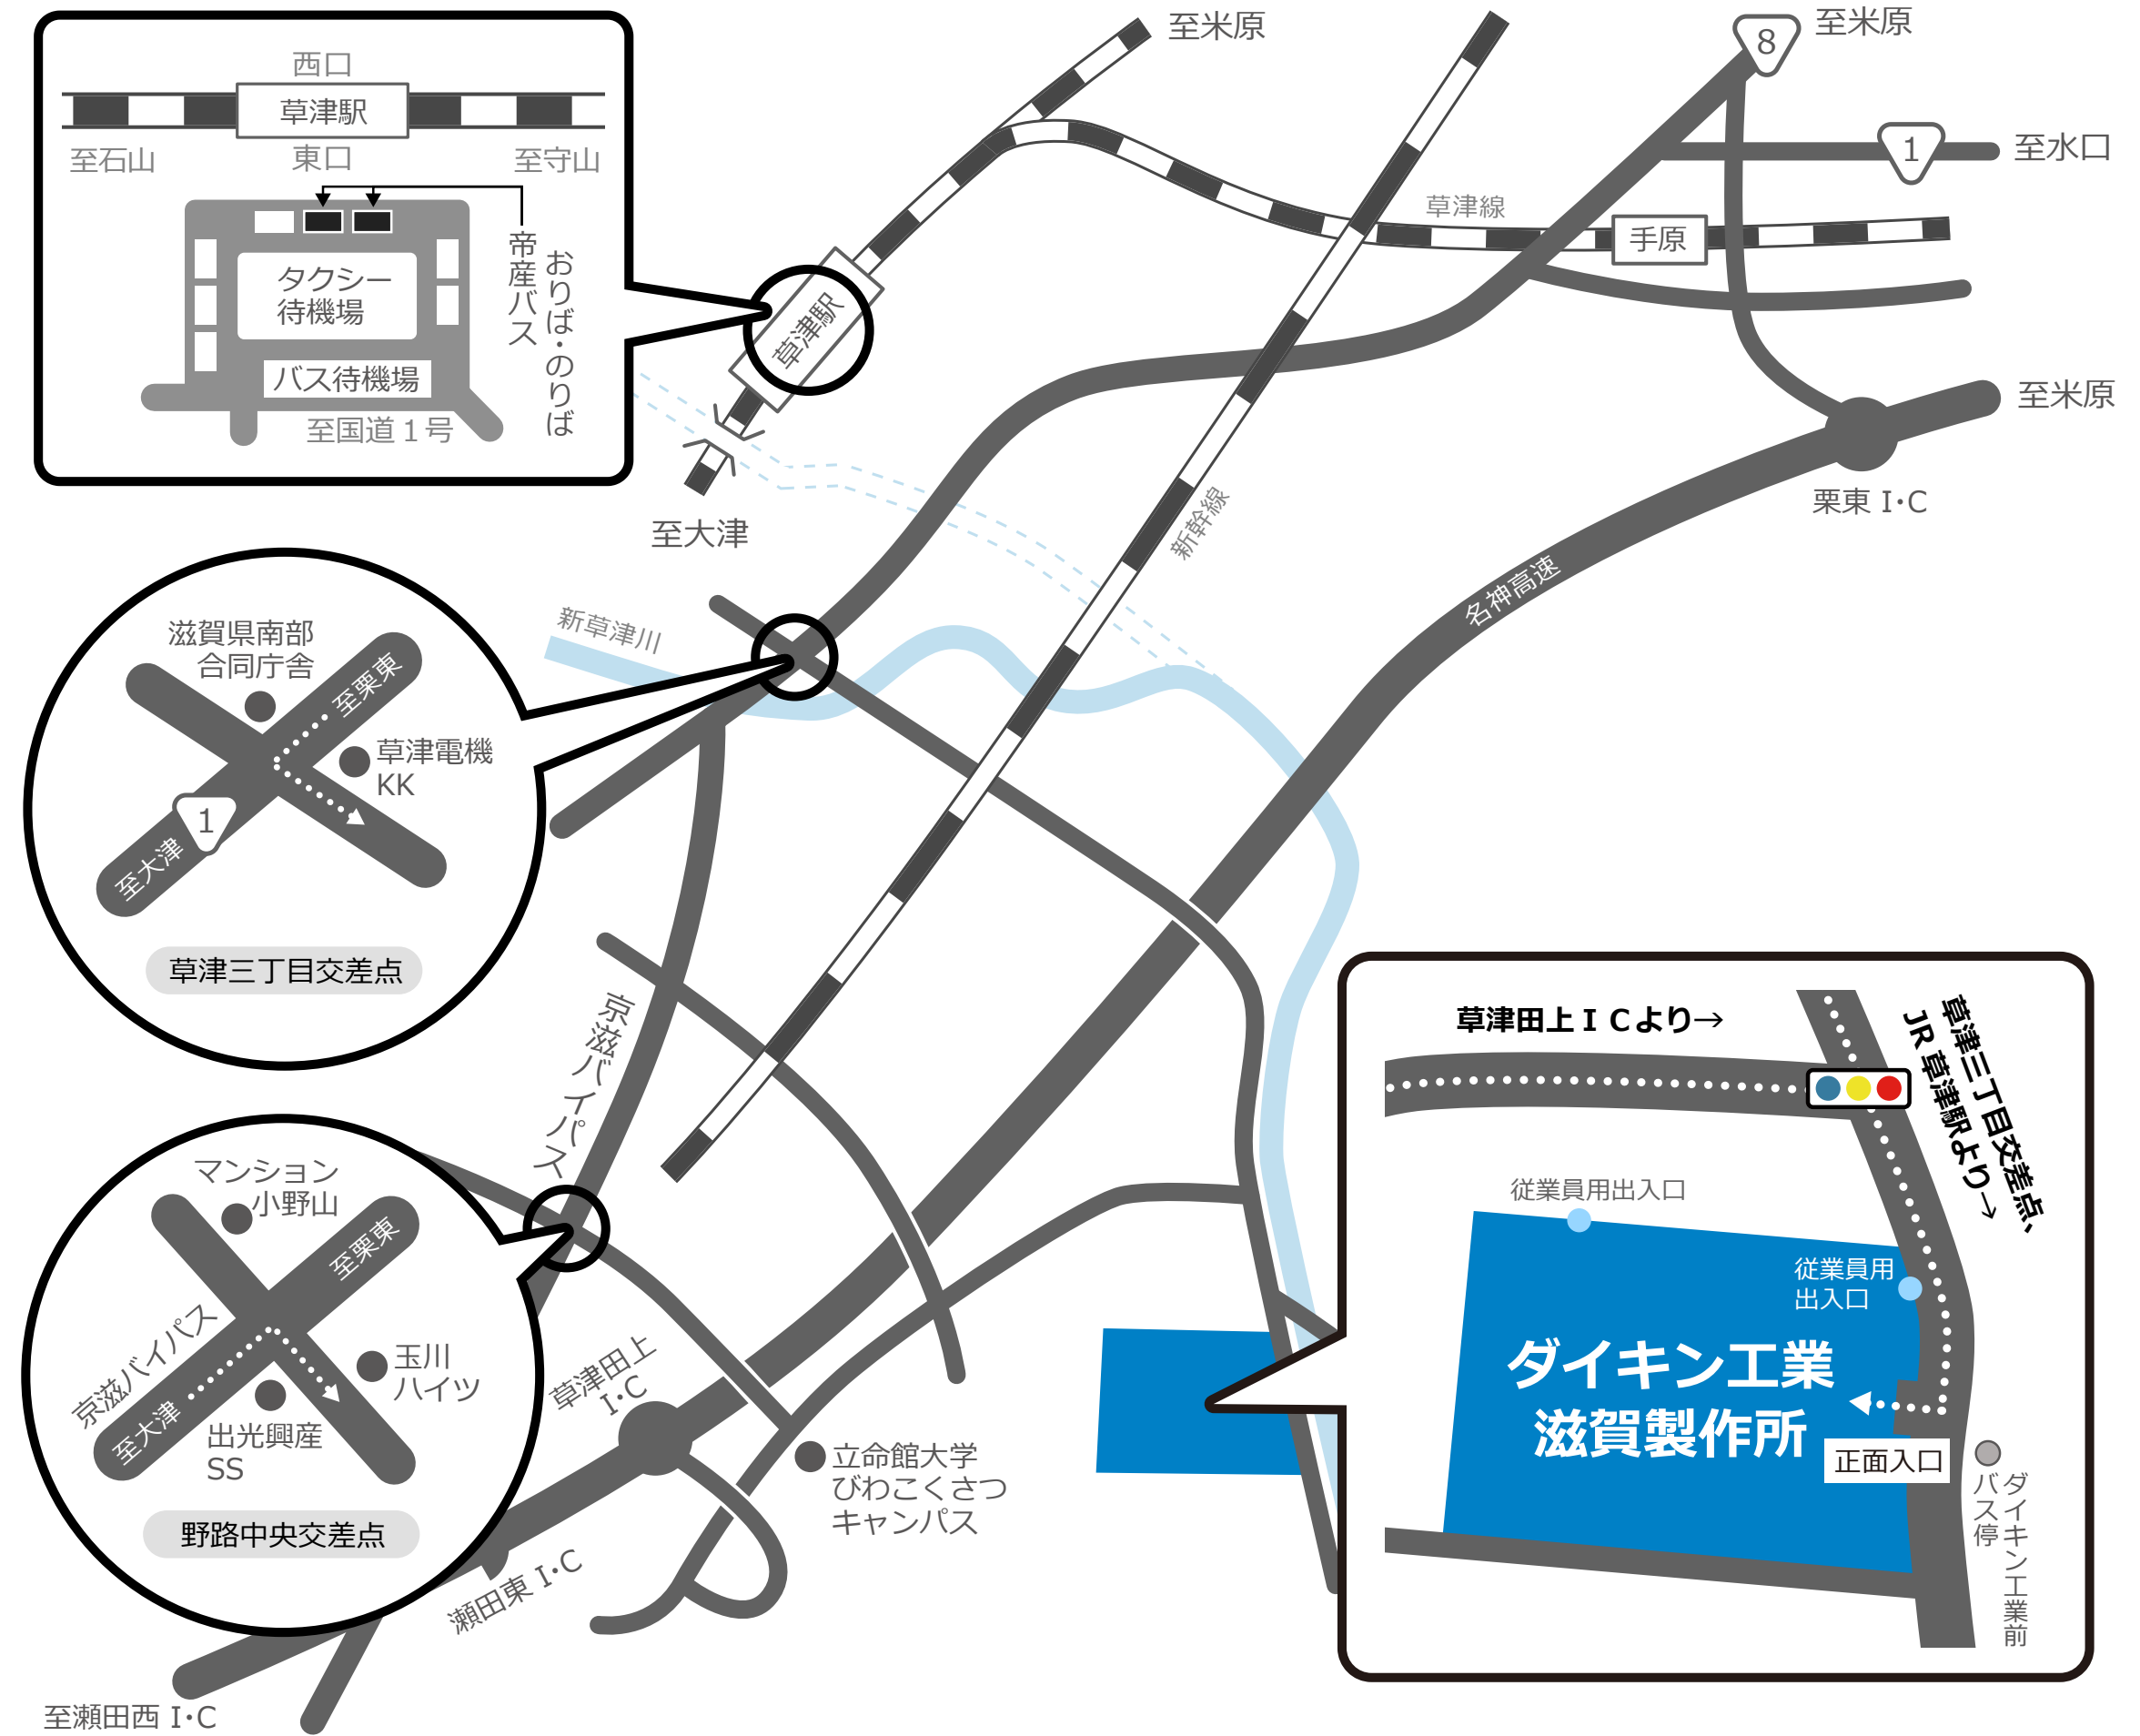 西口
草津駅
至石山
東口
至守山
タクシー
待機場
バス待機場
至国道１号
帝産バス
おりば・のりば
至米原
8
至米原
1
至水口
草津線
手原
草津駅
至大津
新幹線
至米原
栗東 I・C
名神高速
新草津川
滋賀県南部
合同庁舎
至栗東
草津電機
KK
1
至大津
草津三丁目交差点
京滋バイパス
マンション
小野山
至栗東
京滋バイパス
至大津
玉川
ハイツ
出光興産
SS
野路中央交差点
草津田上
I・C
瀬田東 I・C
至瀬田西 I・C
立命館大学
びわこくさつ
キャンパス
草津田上ＩＣより→
草津三丁目交差点、
JR草津駅より→
従業員用出入口
従業員用
出入口
ダイキン工業
滋賀製作所
正面入口
ダイキン工業前
バス停